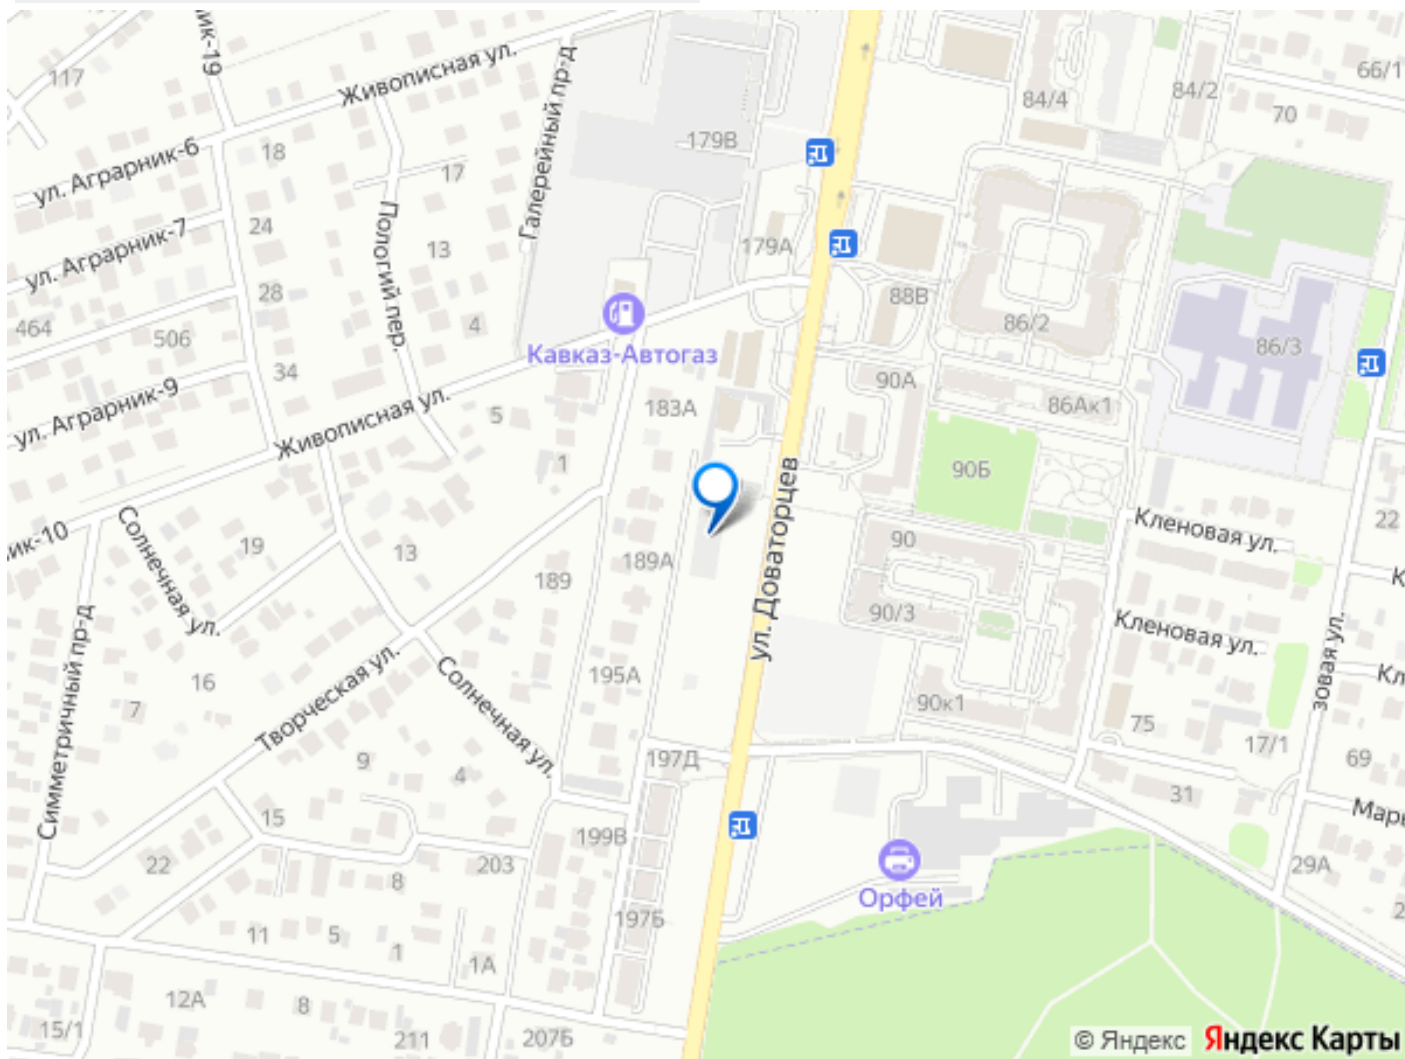 ик-19
117
Живописная ул.
Галерейный пр-д
66/1
84/4
84/2
70
179В
18
ул. Аграрник-6
17
Пологий пер.
24
ул. Аграрник-7
13
179А
28
88В
464
506
4
86/2
86/3
Кавказ-Автогаз
34
90А
ул. Аграрник-9
183А
86Ак1
Живописная ул.
5
1
90Б
ул. Доваторцев
ик-10
Солнечная ул.
Кленовая ул.
22
19
13
90
К
189А
189
90/3
Кленовая ул.
зовая ул.
Симметричный пр-д
16
Творческая ул.
Солнечная ул.
195А
Кл
7
90к1
75
17/1
9
4
197Д
69
31
Марь
15
199В
22
203
29А
8
Орфей
197Б
2
11
5
1
1А
12А
8
15/1
211
207Б
© Яндекс
Яндекс Карты